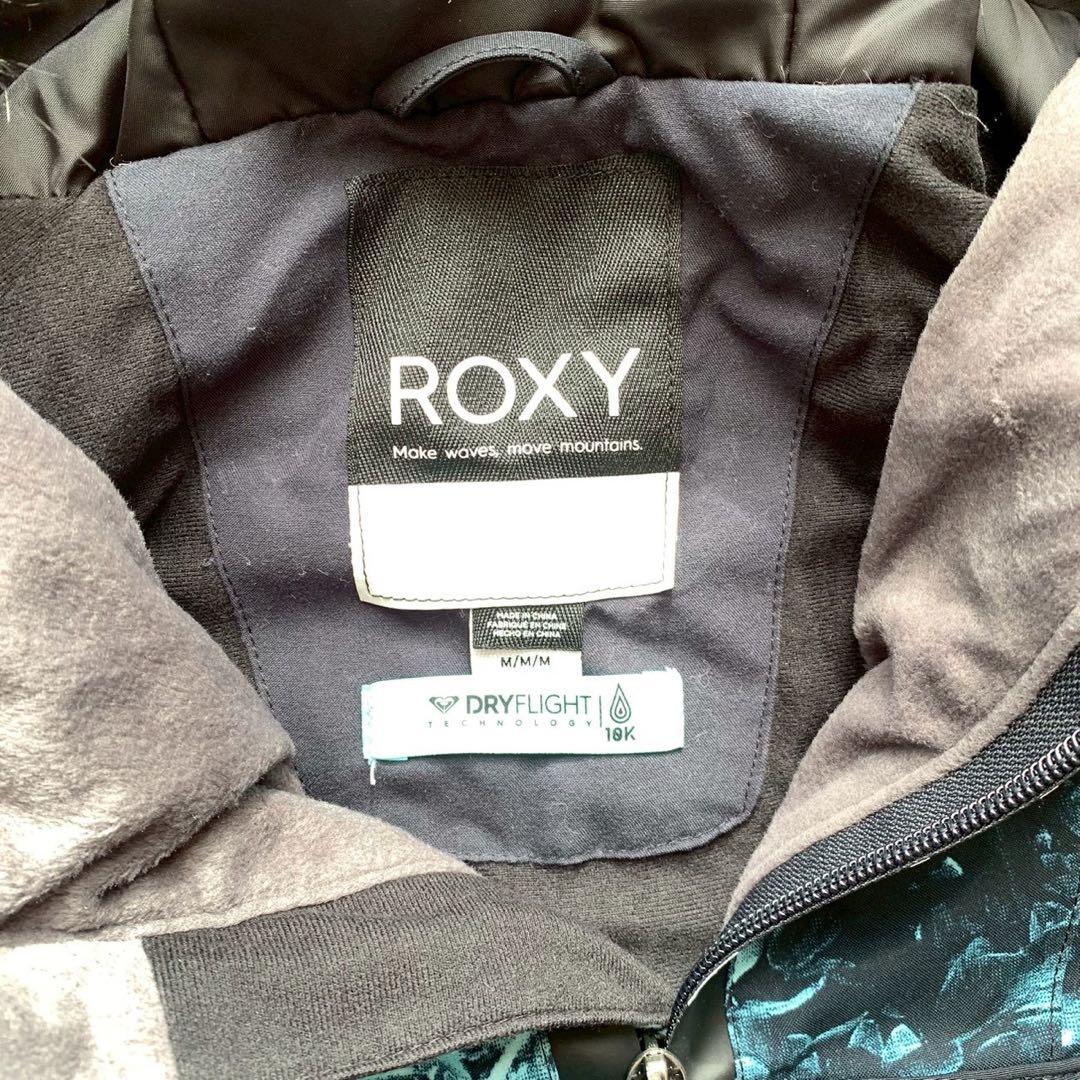 ROXY
Make waves, move mountains.
MADE IN CHINA
FABRIQUÉ EN CHINE
HECHO EN CHINA
M/M/M
DRYFLIGHT
TECHNOLOGY
10K